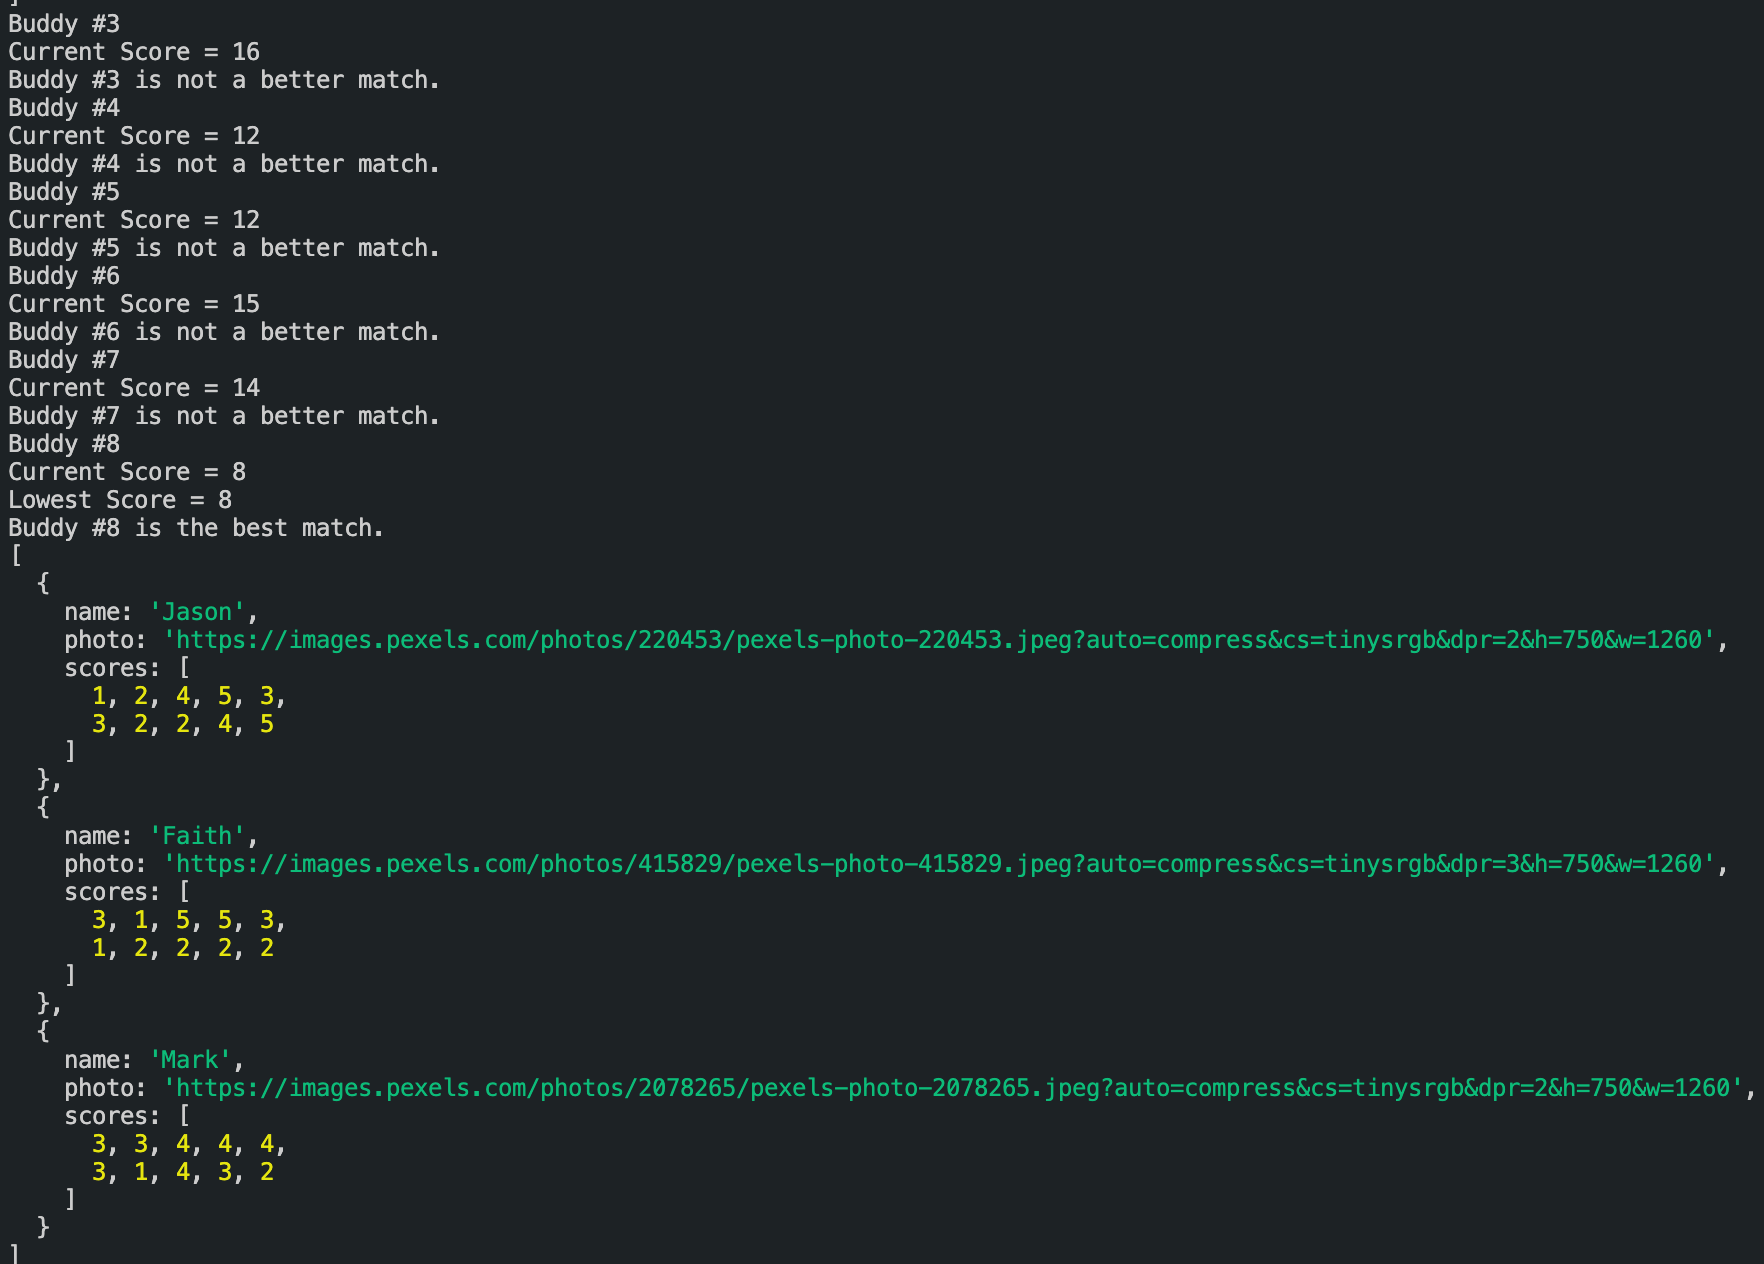 ]
Buddy #3
Current Score = 16
Buddy #3 is not a better match.
Buddy #4
Current Score = 12
Buddy #4 is not a better match.
Buddy #5
Current Score = 12
Buddy #5 is not a better match.
Buddy #6
Current Score = 15
Buddy #6 is not a better match.
Buddy #7
Current Score = 14
Buddy #7 is not a better match.
Buddy #8
Current Score = 8
Lowest Score = 8
Buddy #8 is the best match.
[
  {
    name: 'Jason',
    photo: 'https://images.pexels.com/photos/220453/pexels-photo-220453.jpeg?auto=compress&cs=tinysrgb&dpr=2&h=750&w=1260',
    scores: [
      1, 2, 4, 5, 3,
      3, 2, 2, 4, 5
    ]
  },
  {
    name: 'Faith',
    photo: 'https://images.pexels.com/photos/415829/pexels-photo-415829.jpeg?auto=compress&cs=tinysrgb&dpr=3&h=750&w=1260',
    scores: [
      3, 1, 5, 5, 3,
      1, 2, 2, 2, 2
    ]
  },
  {
    name: 'Mark',
    photo: 'https://images.pexels.com/photos/2078265/pexels-photo-2078265.jpeg?auto=compress&cs=tinysrgb&dpr=2&h=750&w=1260',
    scores: [
      3, 3, 4, 4, 4,
      3, 1, 4, 3, 2
    ]
  }
]